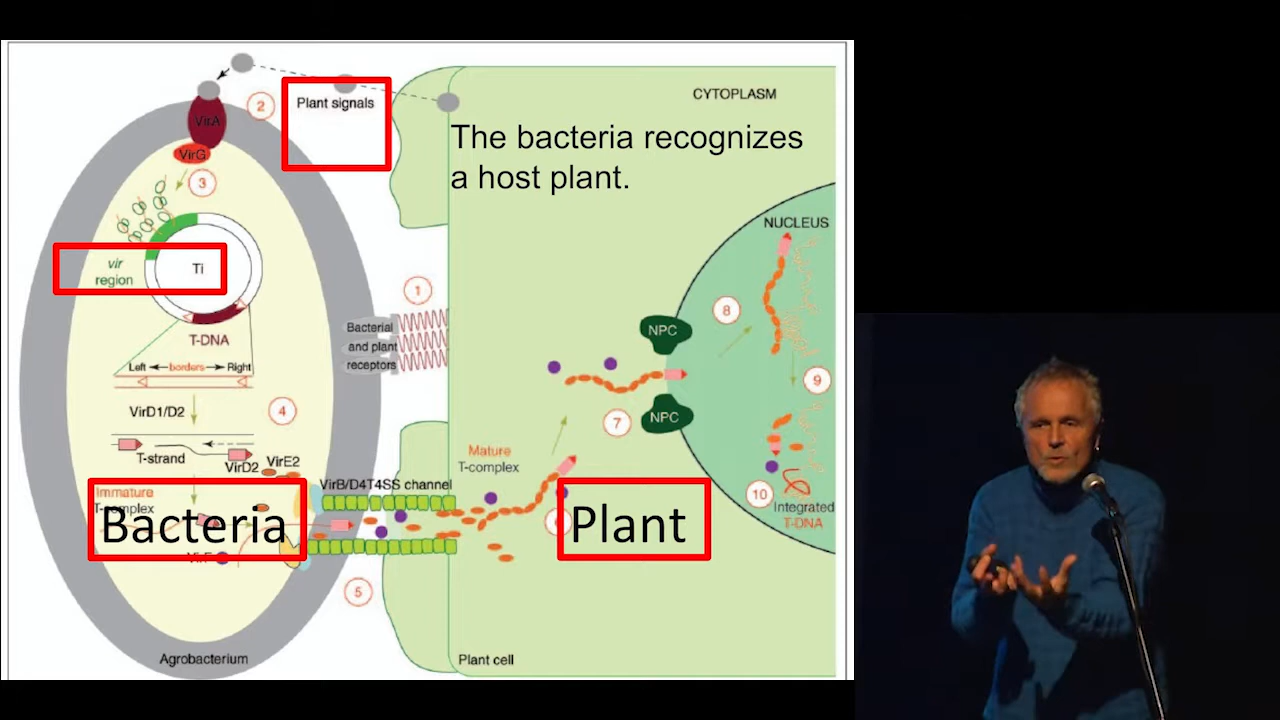 CYTOPLASM
2
Plant signals
VirA
VirG
The bacteria recognizes
a host plant.
3
NUCLEUS
vir
region
Ti
1
8
Bacterial
and plant
receptors
NPC
T-DNA
Left borders Right
9
VirD1/D2
4
7
NPC
T-strand
VirD2
VirE2
Mature
T-complex
Immature
T-complex
VirB/D4T4SS channel
10
Integrated
T-DNA
Bacteria
Plant
5
Agrobacterium
Plant cell